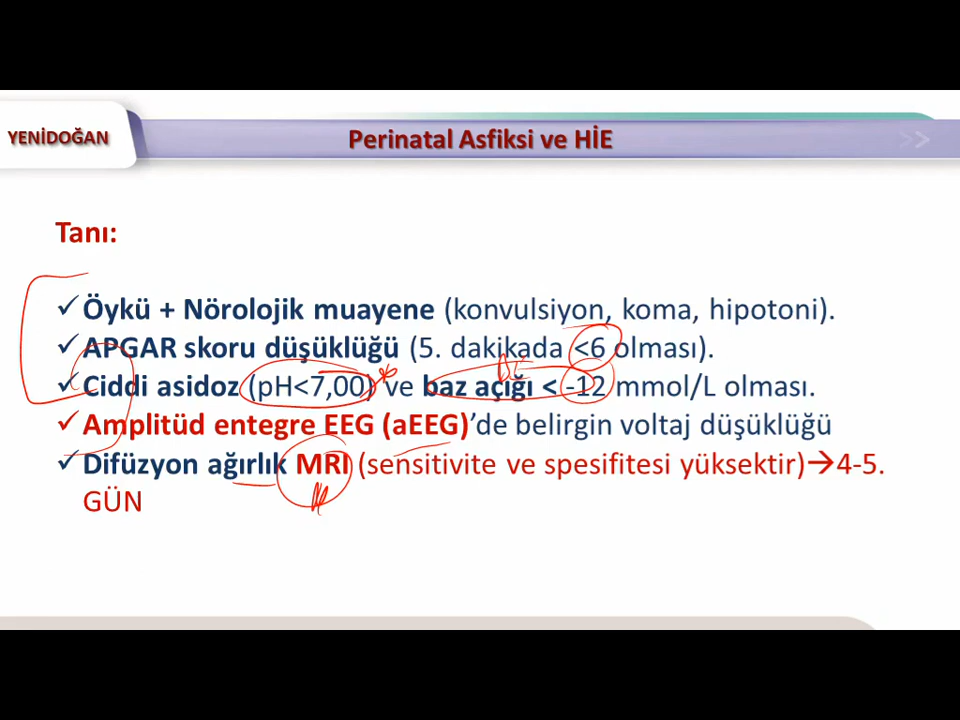 YENİDOĞAN
Perinatal Asfiksi ve HİE
Tanı:
✓Öykü + Nörolojik muayene (konvulsiyon, koma, hipotoni).
✓APGAR skoru düşüklüğü (5. dakikada <6 olması).
✓Ciddi asidoz (pH<7,00) ve baz açığı < -12 mmol/L olması.
✓Amplitüd entegre EEG (aEEG)’de belirgin voltaj düşüklüğü
✓Difüzyon ağırlık MRI (sensitivite ve spesifitesi yüksektir)→4-5.
GÜN